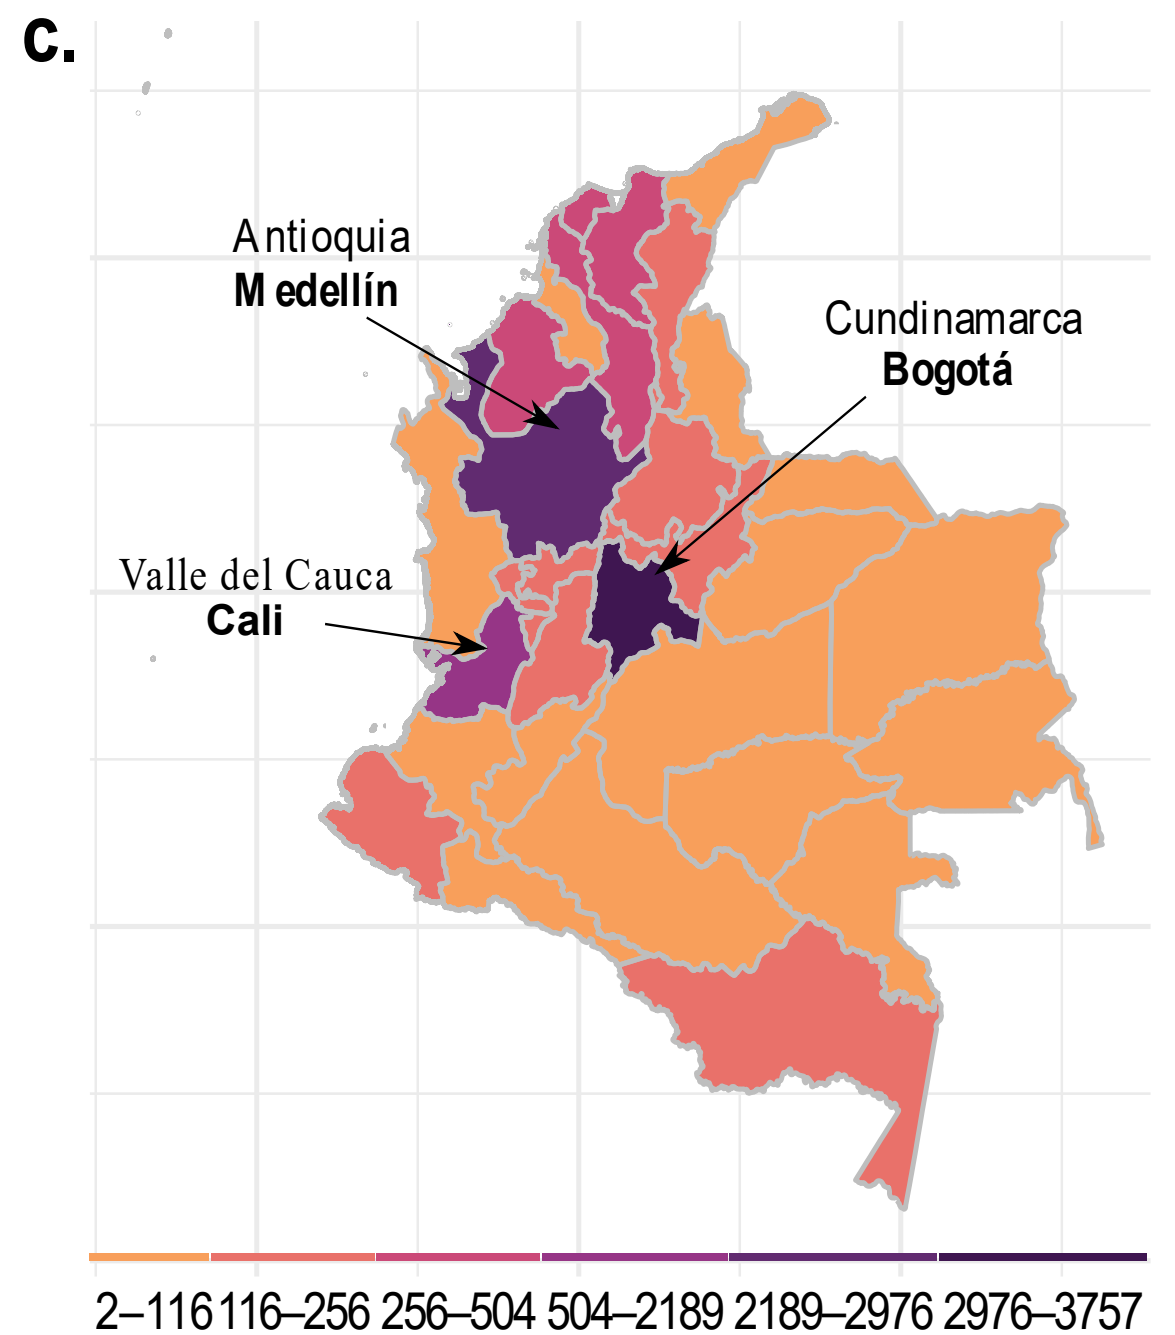 c.
Antioquia
Medellín
Cundinamarca
Bogotá
Valle del Cauca
Cali
2–116 116–256 256–504 504–2189 2189–2976 2976–3757